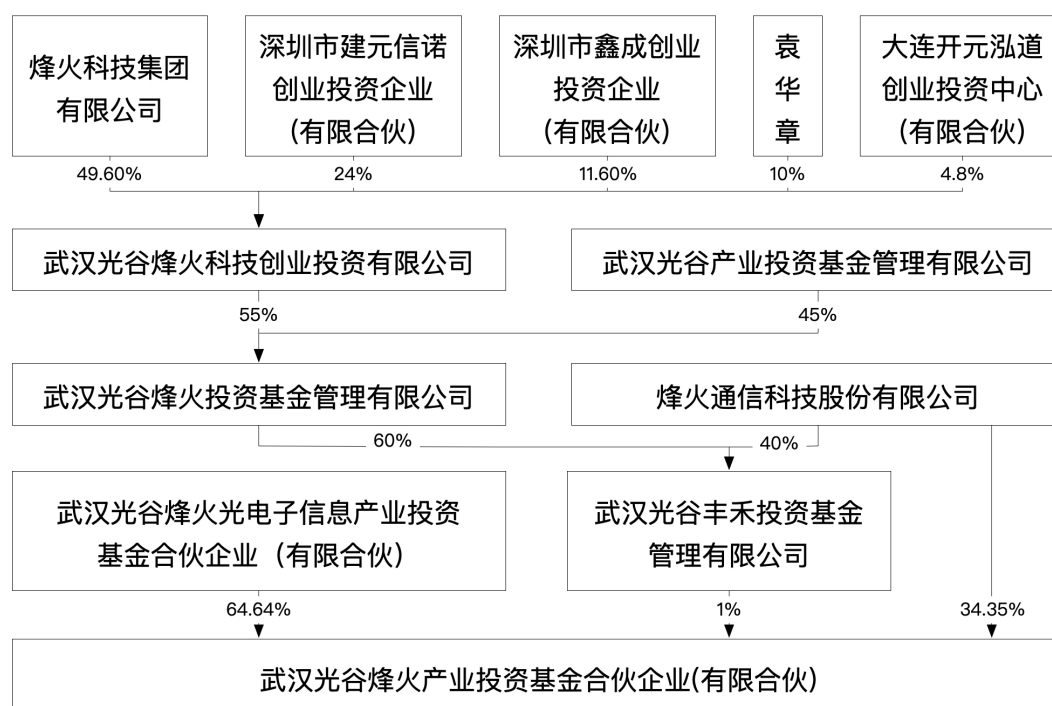 烽火科技集团
有限公司
深圳市建元信诺
创业投资企业
(有限合伙)
深圳市鑫成创业
投资企业
(有限合伙)
袁
华
章
大连开元泓道
创业投资中心
(有限合伙)
49.60%
24%
11.60%
10%
4.8%
武汉光谷烽火科技创业投资有限公司
武汉光谷产业投资基金管理有限公司
55%
45%
武汉光谷烽火投资基金管理有限公司
烽火通信科技股份有限公司
60%
40%
武汉光谷烽火光电子信息产业投资
基金合伙企业（有限合伙）
武汉光谷丰禾投资基金
管理有限公司
64.64%
1%
34.35%
武汉光谷烽火产业投资基金合伙企业(有限合伙)